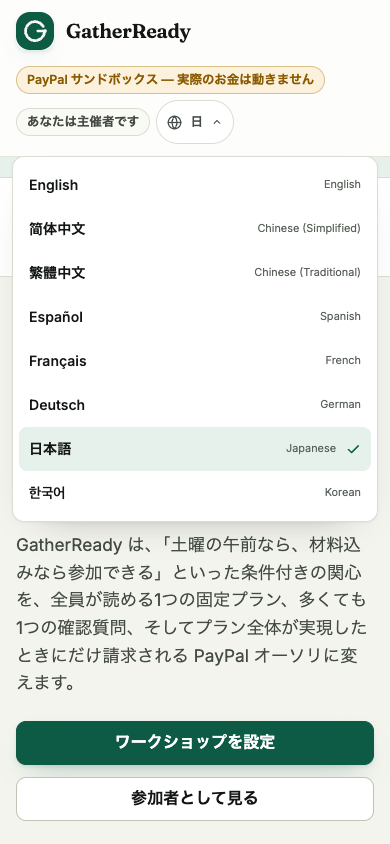 GatherReady
PayPal サンドボックス — 実際のお金は動きません
あなたは主催者です
日
English English
简体中文 Chinese (Simplified)
繁體中文 Chinese (Traditional)
Español Spanish
Français French
Deutsch German
日本語 Japanese
한국어 Korean
GatherReady は、「土曜の午前なら、材料込
みなら参加できる」といった条件付きの関心
を、全員が読める1つの固定プラン、多くても
1つの確認質問、そしてプラン全体が実現した
ときにだけ請求される PayPal オーソリに変
えます。
ワークショップを設定
参加者として見る